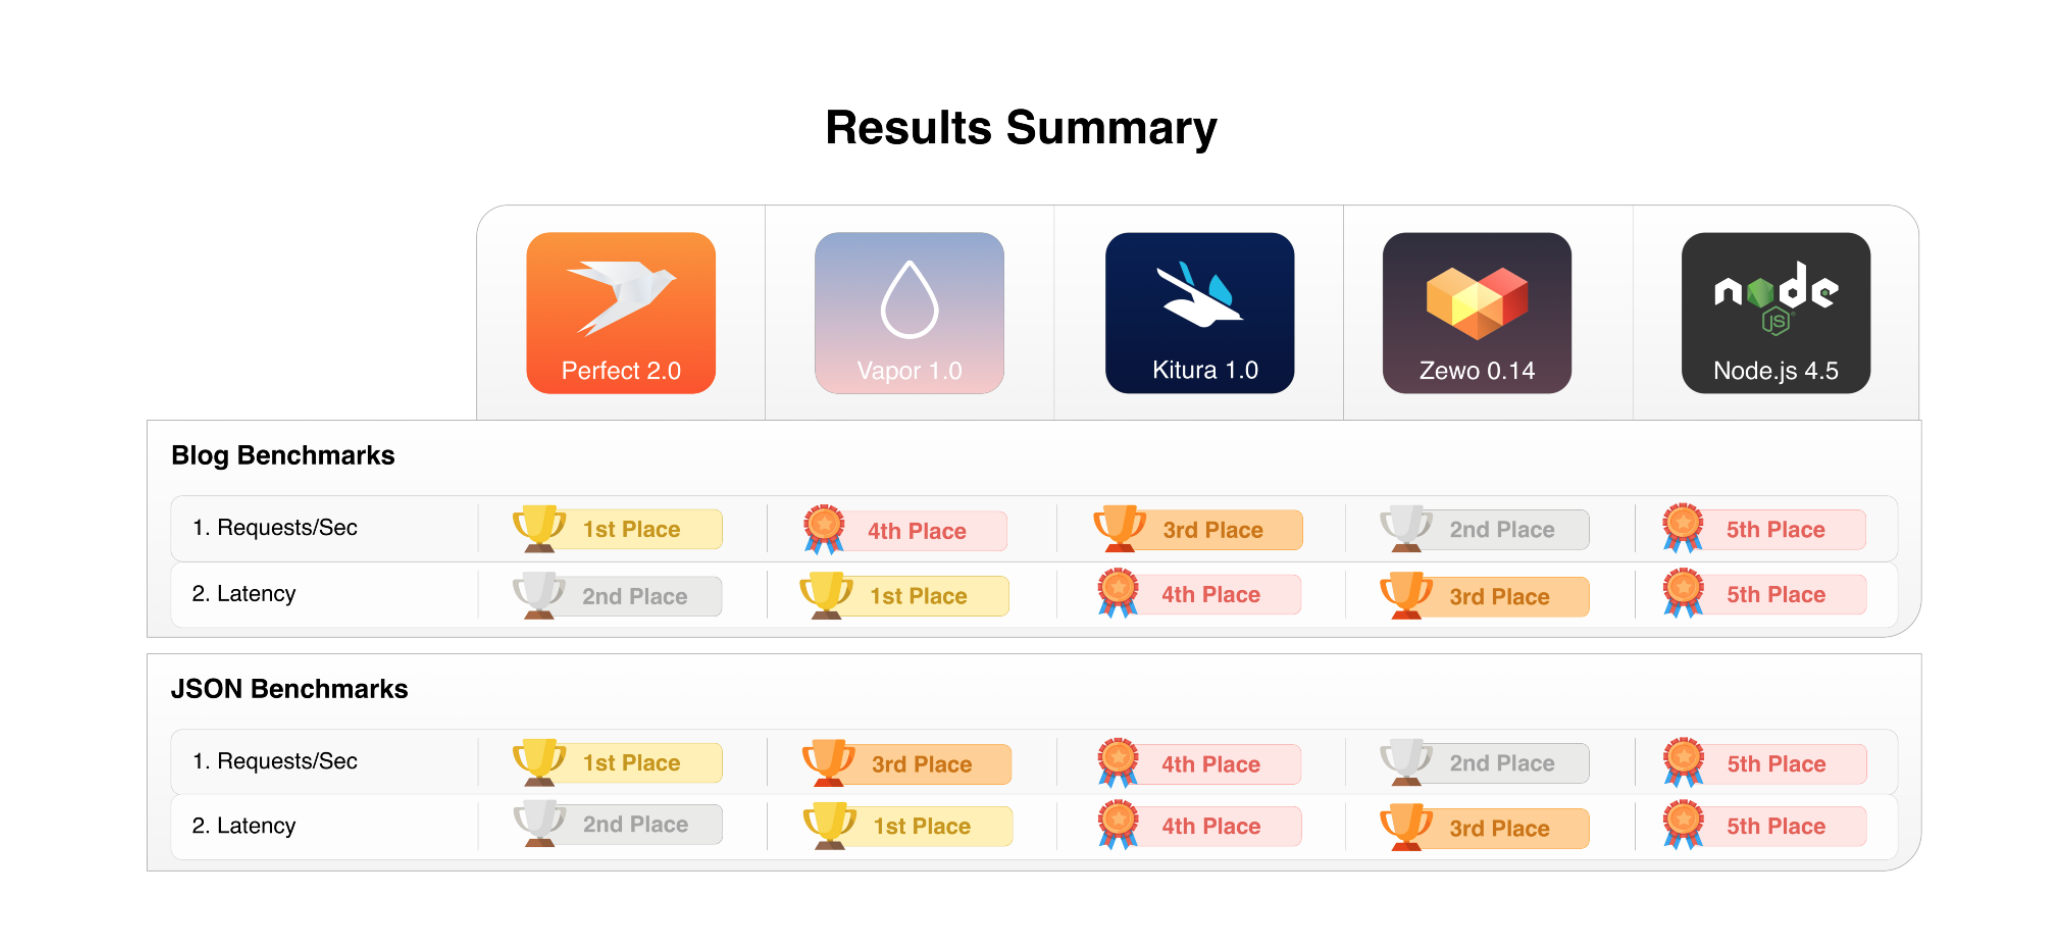 Results Summary
Perfect 2.0 Vapor 1.0 Kitura 1.0 Zewo 0.14 node JS Node.js 4.5
Blog Benchmarks
1. Requests/Sec 1st Place 4th Place 3rd Place 2nd Place 5th Place
2. Latency 2nd Place 1st Place 4th Place 3rd Place 5th Place
JSON Benchmarks
1. Requests/Sec 1st Place 3rd Place 4th Place 2nd Place 5th Place
2. Latency 2nd Place 1st Place 4th Place 3rd Place 5th Place